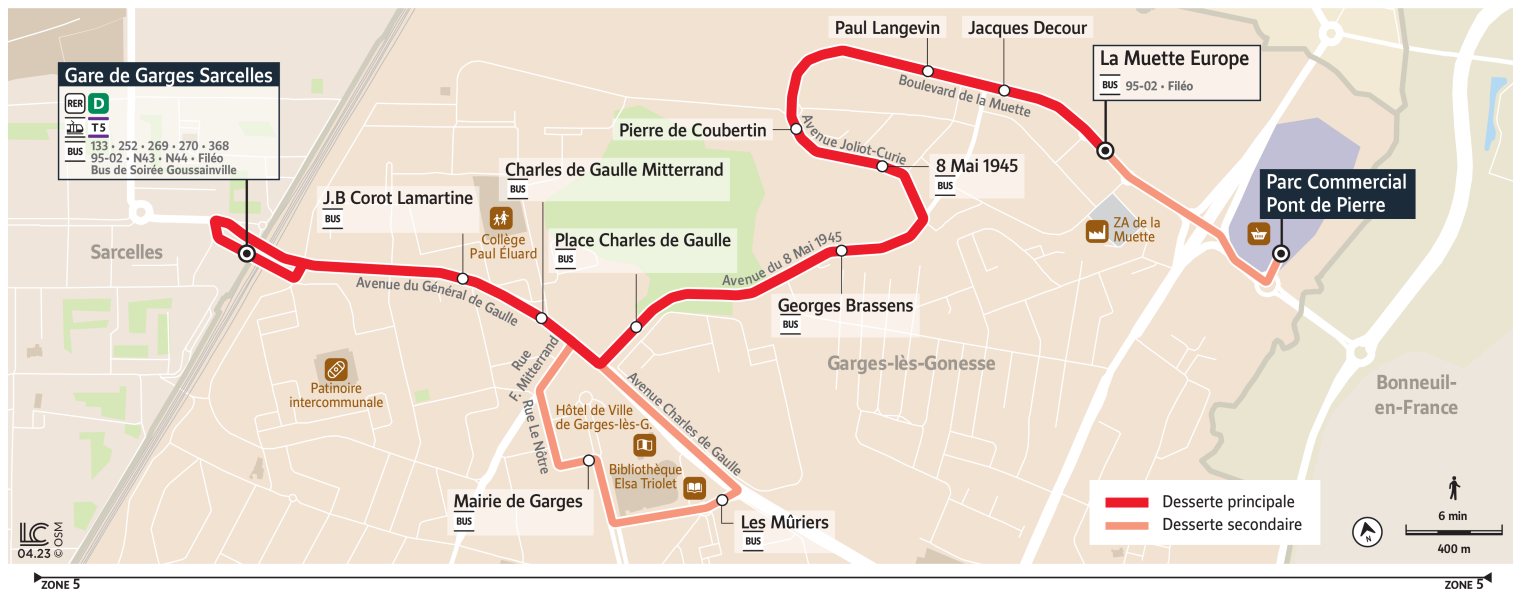 Paul Langevin
Jacques Decour
La Muette Europe
BUS 95-02 • Filéo
Gare de Garges Sarcelles
RER D
T5
BUS
133 • 252 • 269 • 270 • 368
95-02 • N43 • N44 • Filéo
Bus de Soirée Goussainville
Boulevard de la Muette
Pierre de Coubertin
Avenue Joliot-Curie
8 Mai 1945
BUS
Charles de Gaulle Mitterrand
BUS
J.B Corot Lamartine
BUS
Parc Commercial
Pont de Pierre
Collège
Paul Éluard
Place Charles de Gaulle
BUS
ZA de la
Muette
Sarcelles
Avenue du 8 Mai 1945
Avenue du Général de Gaulle
Georges Brassens
BUS
Rue
F. Mitterrand
Garges-lès-Gonesse
Patinoire
intercommunale
Avenue Charles de Gaulle
Bonneuil-
en-France
Rue Le Nôtre
Hôtel de Ville
de Garges-lès-G.
Bibliothèque
Elsa Triolet
Mairie de Garges
BUS
Les Mûriers
BUS
Desserte principale
Desserte secondaire
N
6 min
400 m
LC
04.23 © OSM
ZONE 5
ZONE 5